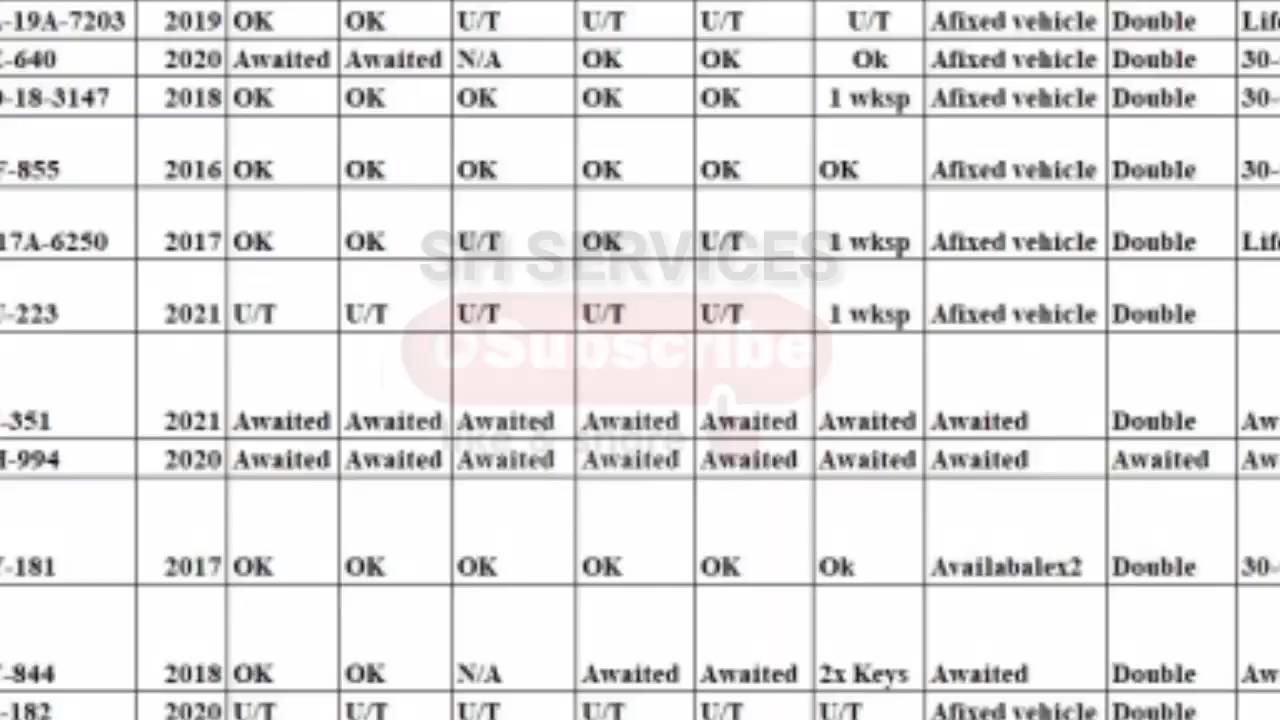 -19A-7203 2019 OK OK U/T U/T U/T U/T Afixed vehicle Double
-640 2020 Awaited Awaited N/A OK OK Ok Afixed vehicle Double 30-
-18-3147 2018 OK OK OK OK OK 1 wksp Afixed vehicle Double 30-
-855 2016 OK OK OK OK OK OK Afixed vehicle Double 30-
17A-6250 2017 OK OK U/T OK U/T 1 wksp Afixed vehicle Double
SH SERVICES
-223 2021 U/T U/T U/T U/T U/T 1 wksp Afixed vehicle Double
Subscribe
-351 2021 Awaited Awaited Awaited Awaited Awaited Awaited Awaited Double Aw
like & share
-994 2020 Awaited Awaited Awaited Awaited Awaited Awaited Awaited Awaited Aw
-181 2017 OK OK OK OK OK Ok Availabalex2 Double 30-
-844 2018 OK OK N/A Awaited Awaited 2x Keys Awaited Double Aw
-182 2020 U/T U/T U/T U/T U/T U/T Afixed vehicle Double